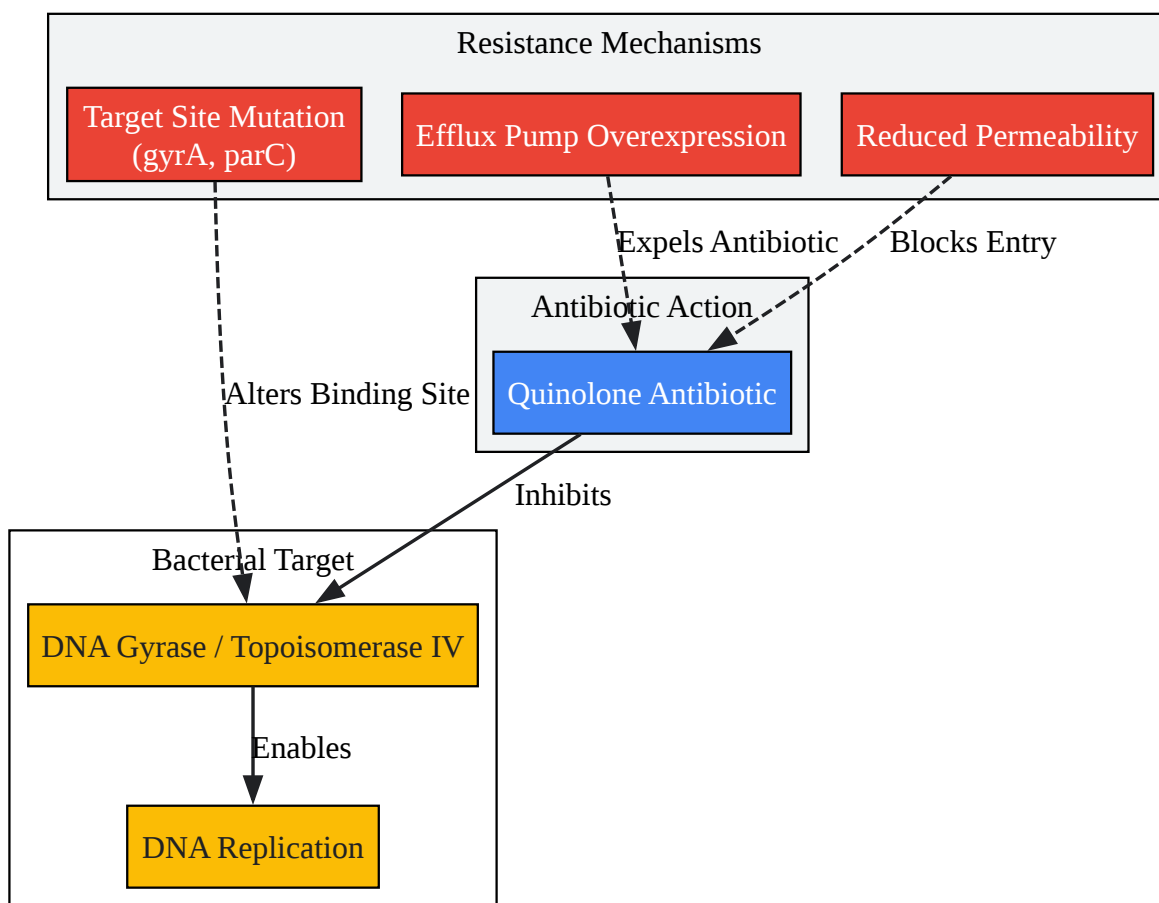 Resistance Mechanisms
Target Site Mutation
(gyrA, parC)
Efflux Pump Overexpression
Reduced Permeability
Expels Antibiotic
Blocks Entry
Antibiotic Action
Quinolone Antibiotic
Alters Binding Site
Inhibits
Bacterial Target
DNA Gyrase / Topoisomerase IV
Enables
DNA Replication